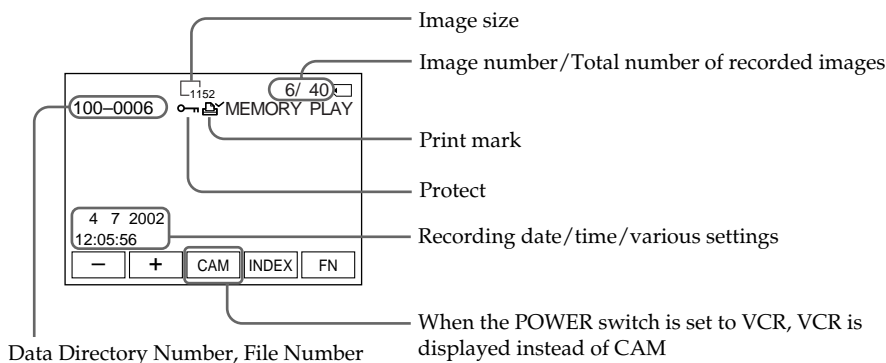 Image size
Image number/Total number of recorded images
1152
6/ 40
100–0006
MEMORY PLAY
Print mark
Protect
4 7 2002
12:05:56
Recording date/time/various settings
– + CAM INDEX FN
When the POWER switch is set to VCR, VCR is
displayed instead of CAM
Data Directory Number, File Number